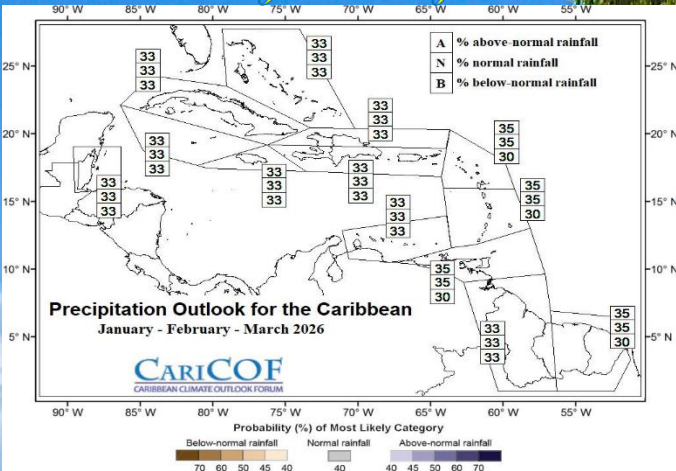 90° W 85° W 80° W 75° W 70° W 65° W 60° W 55° W
A % above-normal rainfall
N % normal rainfall
B % below-normal rainfall
25° N
20° N
15° N
10° N
5° N
33
33
33
33
33
33
33
33
33
35
35
30
33
33
33
33
33
33
33
33
33
35
35
30
33
33
33
33
33
33
35
35
30
33
33
33
35
35
30
Precipitation Outlook for the Caribbean
January - February - March 2026
CARICOF
CARIBBEAN CLIMATE OUTLOOK FORUM
90° W 85° W 80° W 75° W 70° W 65° W 60° W 55° W
Probability (%) of Most Likely Category
Below-normal rainfall Normal rainfall Above-normal rainfall
70 60 50 45 40 40 40 45 50 60 70